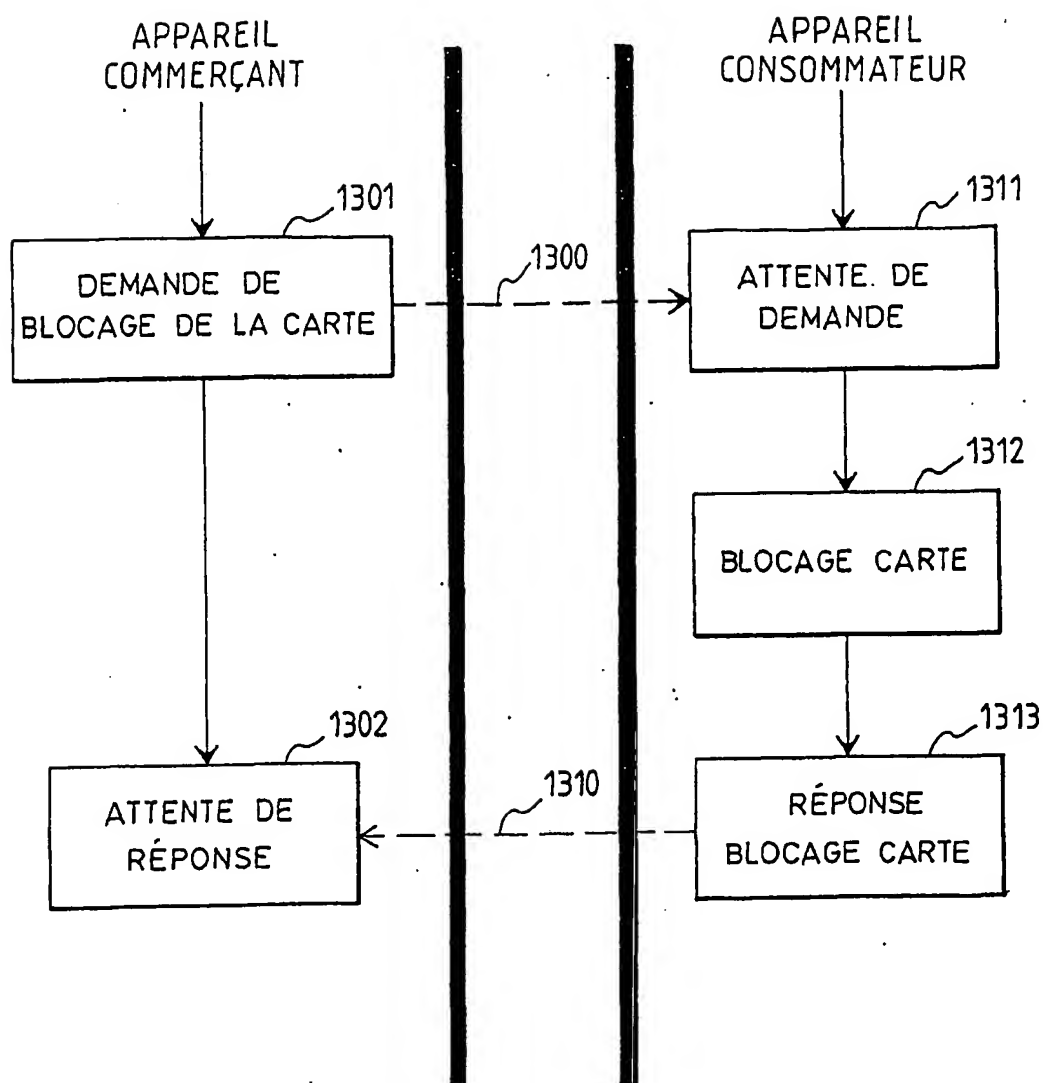 APPAREIL
COMMERÇANT
APPAREIL
CONSOMMATEUR
1301
DEMANDE DE
BLOCAGE DE LA CARTE
1300
1311
ATTENTE. DE
DEMANDE
1312
BLOCAGE CARTE
1302
ATTENTE DE
RÉPONSE
1310
1313
RÉPONSE
BLOCAGE CARTE